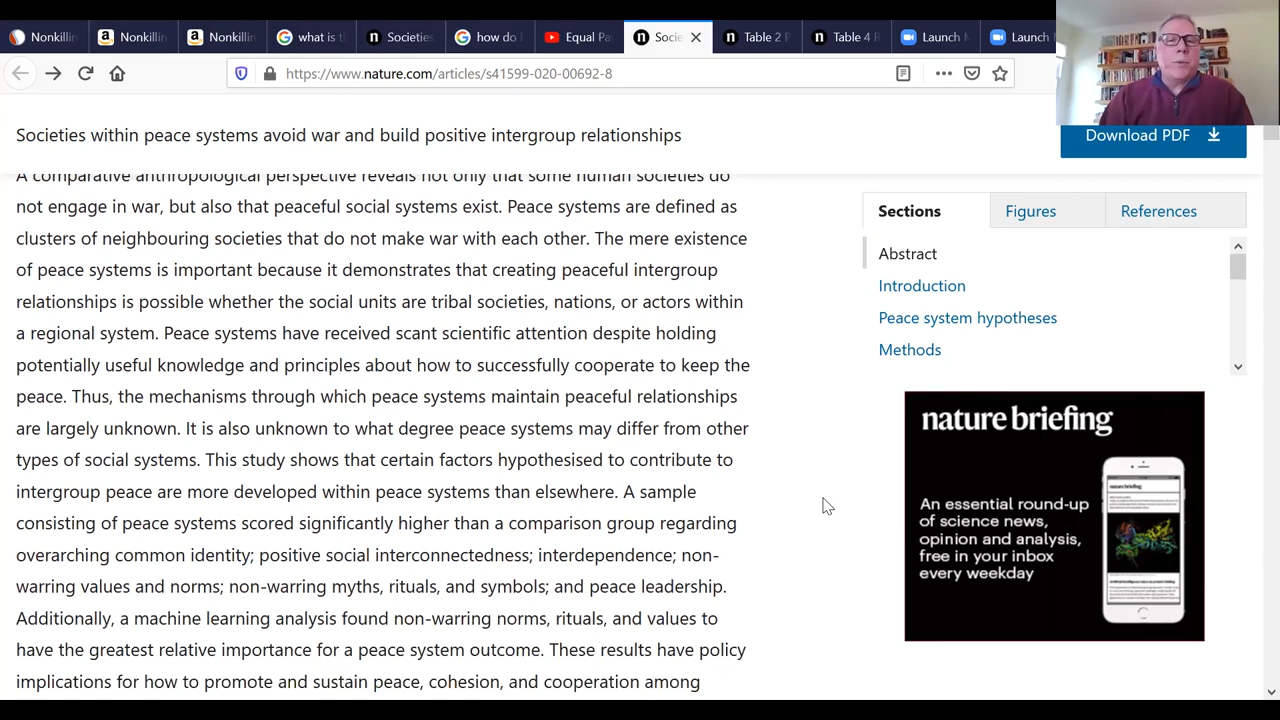 Nonkillin
Nonkillin
Nonkillin
what is t
Societies
how do
Equal Pa
Socie
Table 2 P
Table 4 R
Launch
Launch
https://www.nature.com/articles/s41599-020-00692-8
Societies within peace systems avoid war and build positive intergroup relationships
Download PDF
A comparative anthropological perspective reveals not only that some human societies do
not engage in war, but also that peaceful social systems exist. Peace systems are defined as
clusters of neighbouring societies that do not make war with each other. The mere existence
of peace systems is important because it demonstrates that creating peaceful intergroup
relationships is possible whether the social units are tribal societies, nations, or actors within
a regional system. Peace systems have received scant scientific attention despite holding
potentially useful knowledge and principles about how to successfully cooperate to keep the
peace. Thus, the mechanisms through which peace systems maintain peaceful relationships
are largely unknown. It is also unknown to what degree peace systems may differ from other
types of social systems. This study shows that certain factors hypothesised to contribute to
intergroup peace are more developed within peace systems than elsewhere. A sample
consisting of peace systems scored significantly higher than a comparison group regarding
overarching common identity; positive social interconnectedness; interdependence; non-
warring values and norms; non-warring myths, rituals, and symbols; and peace leadership.
Additionally, a machine learning analysis found non-warring norms, rituals, and values to
have the greatest relative importance for a peace system outcome. These results have policy
implications for how to promote and sustain peace, cohesion, and cooperation among
Sections
Figures
References
Abstract
Introduction
Peace system hypotheses
Methods
nature briefing
An essential round-up
of science news,
opinion and analysis,
free in your inbox
every weekday